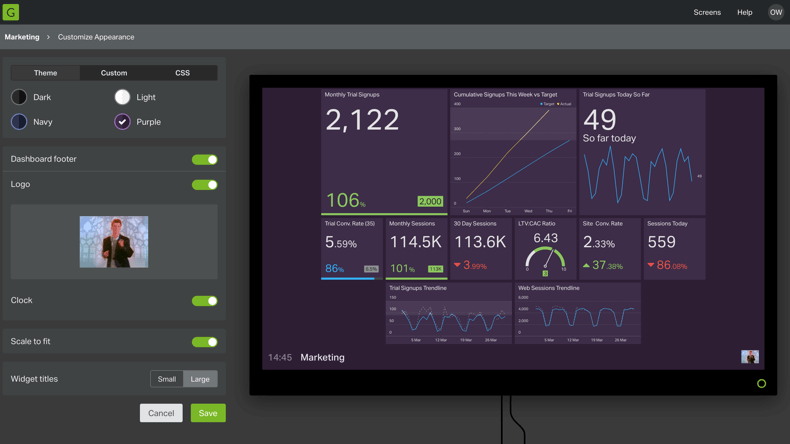 G
Screens Help OW
Marketing > Customize Appearance
Theme Custom CSS
Dark Light
Navy Purple
Dashboard footer
Logo
Clock
Scale to fit
Widget titles Small Large
Cancel Save
Monthly Trial Signups
2,122
106%
2,000
Cumulative Signups This Week vs Target
Target Actual
400
300
200
100
0
Sun Mon Tue Wed Thu Fri
Trial Signups Today So Far
49
So far today
49
Trial Conv. Rate (35)
5.59%
86% 6.5%
Monthly Sessions
114.5K
101% 113K
30 Day Sessions
113.6K
3.99%
LTV:CAC Ratio
6.43
0 10
3
Site Conv. Rate
2.33%
37.38%
Sessions Today
559
86.08%
Trial Signups Trendline
150
100
50
0
5 Mar 12 Mar 19 Mar 26 Mar
Web Sessions Trendline
6,000
4,000
2,000
0
5 Mar 12 Mar 19 Mar 26 Mar
14:45 Marketing